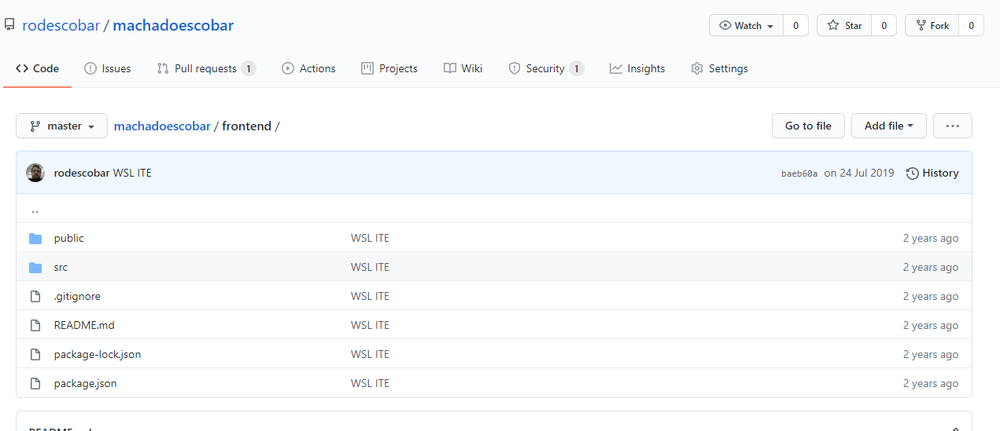 rodescobar / machadoescobar
Watch 0 Star 0 Fork 0
Code Issues Pull requests 1 Actions Projects Wiki Security 1 Insights Settings
master machadoescobar / frontend / Go to file Add file ...
rodescobar WSL ITE baeb60a on 24 Jul 2019 History
..
public WSL ITE 2 years ago
src WSL ITE 2 years ago
.gitignore WSL ITE 2 years ago
README.md WSL ITE 2 years ago
package-lock.json WSL ITE 2 years ago
package.json WSL ITE 2 years ago